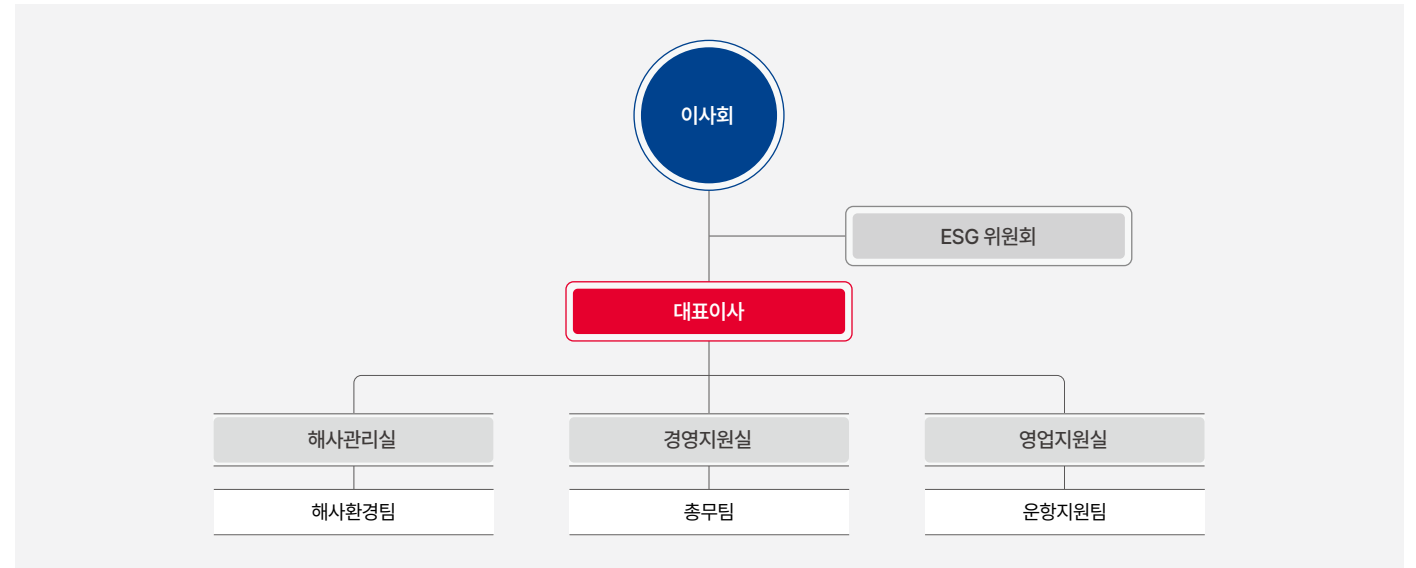 이사회
ESG 위원회
대표이사
해사관리실
경영지원실
영업지원실
해사환경팀
총무팀
운항지원팀